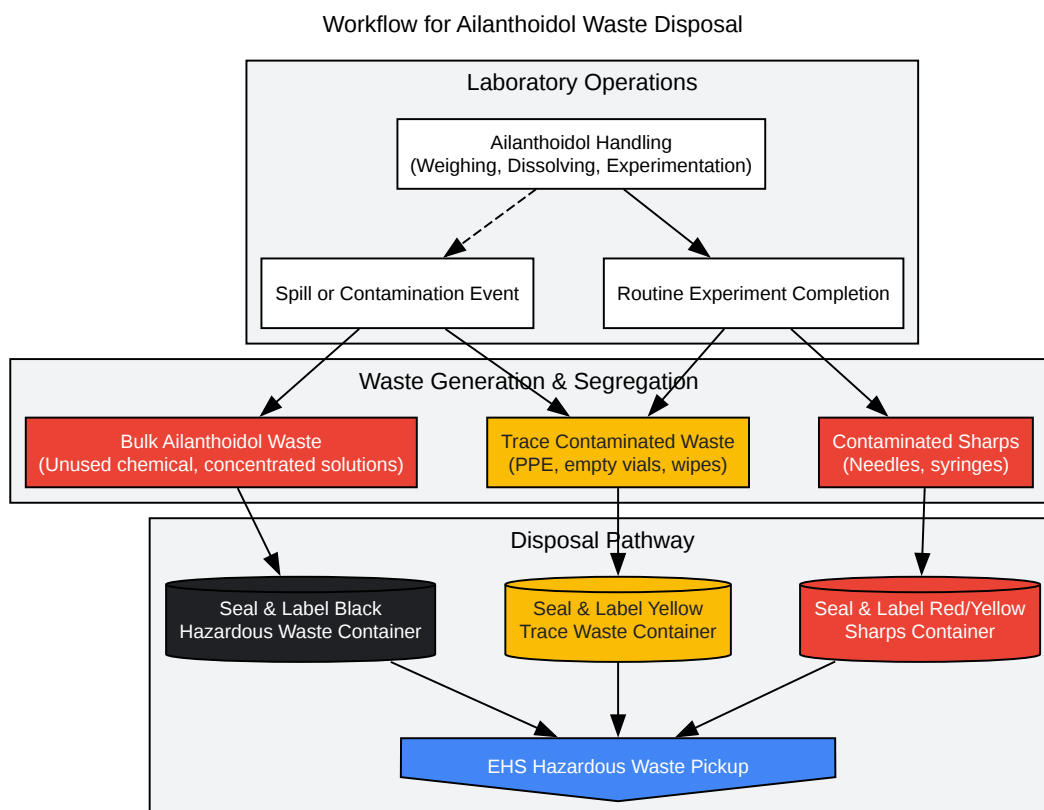 Workflow for Ailanthoidol Waste Disposal
Laboratory Operations
Ailanthoidol Handling
(Weighing, Dissolving, Experimentation)
Spill or Contamination Event
Routine Experiment Completion
Waste Generation & Segregation
Bulk Ailanthoidol Waste
(Unused chemical, concentrated solutions)
Trace Contaminated Waste
(PPE, empty vials, wipes)
Contaminated Sharps
(Needles, syringes)
Disposal Pathway
Seal & Label Black
Hazardous Waste Container
Seal & Label Yellow
Trace Waste Container
Seal & Label Red/Yellow
Sharps Container
EHS Hazardous Waste Pickup